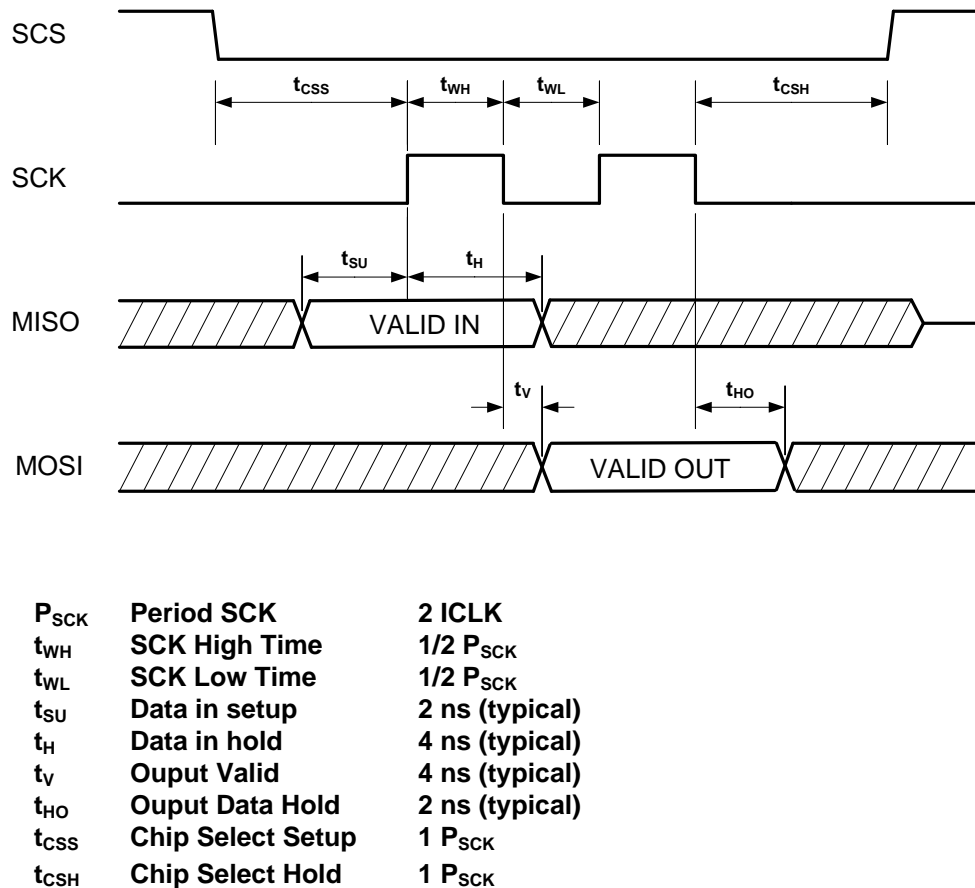 SCS
tCSS tWH tWL tCSH
SCK
tSU tH
MISO VALID IN
tV tHO
MOSI VALID OUT
PSCK Period SCK 2 ICLK
tWH SCK High Time 1/2 PSCK
tWL SCK Low Time 1/2 PSCK
tSU Data in setup 2 ns (typical)
tH Data in hold 4 ns (typical)
tV Ouput Valid 4 ns (typical)
tHO Ouput Data Hold 2 ns (typical)
tCSS Chip Select Setup 1 PSCK
tCSH Chip Select Hold 1 PSCK